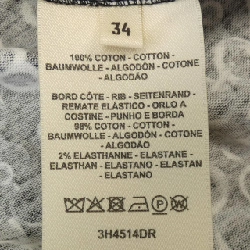 34
100% COTON - COTTON -
BAUMWOLLE - ALGODÓN - COTONE
- ALGODÃO
BORD CÔTE - RIB - SEITENRAND -
REMATE ELÁSTICO - ORLO A
COSTINE - PUNHO E BORDA
98% COTON - COTTON -
BAUMWOLLE - ALGODÓN - COTONE
- ALGODÃO
2% ELASTHANNE - ELASTANE -
ELASTHAN - ELASTANO - ELASTAN
- ELASTANO
3H4514DR